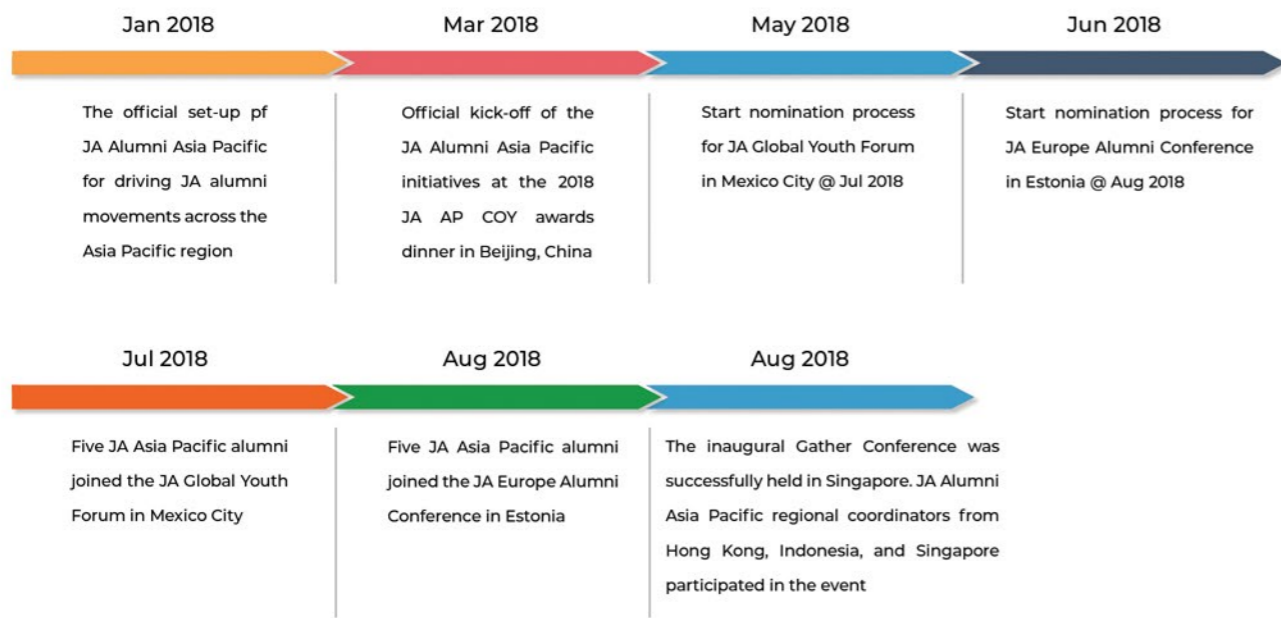 Jan 2018
The official set-up pf
JA Alumni Asia Pacific
for driving JA alumni
movements across the
Asia Pacific region
Mar 2018
Official kick-off of the
JA Alumni Asia Pacific
initiatives at the 2018
JA AP COY awards
dinner in Beijing, China
May 2018
Start nomination process
for JA Global Youth Forum
in Mexico City @ Jul 2018
Jun 2018
Start nomination process for
JA Europe Alumni Conference
in Estonia @ Aug 2018
Jul 2018
Five JA Asia Pacific alumni
joined the JA Global Youth
Forum in Mexico City
Aug 2018
Five JA Asia Pacific alumni
joined the JA Europe Alumni
Conference in Estonia
Aug 2018
The inaugural Gather Conference was
successfully held in Singapore. JA Alumni
Asia Pacific regional coordinators from
Hong Kong, Indonesia, and Singapore
participated in the event